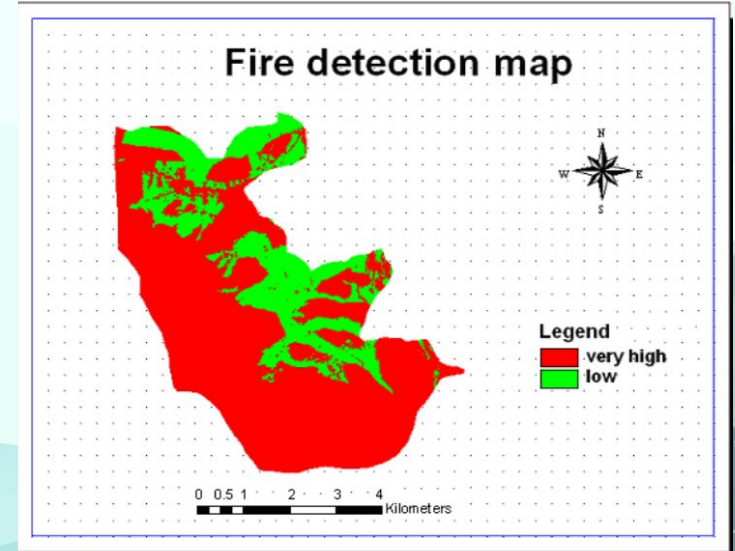 Fire detection map
N
W E
S
Legend
very high
low
0 0.5 1 2 3 4
Kilometers